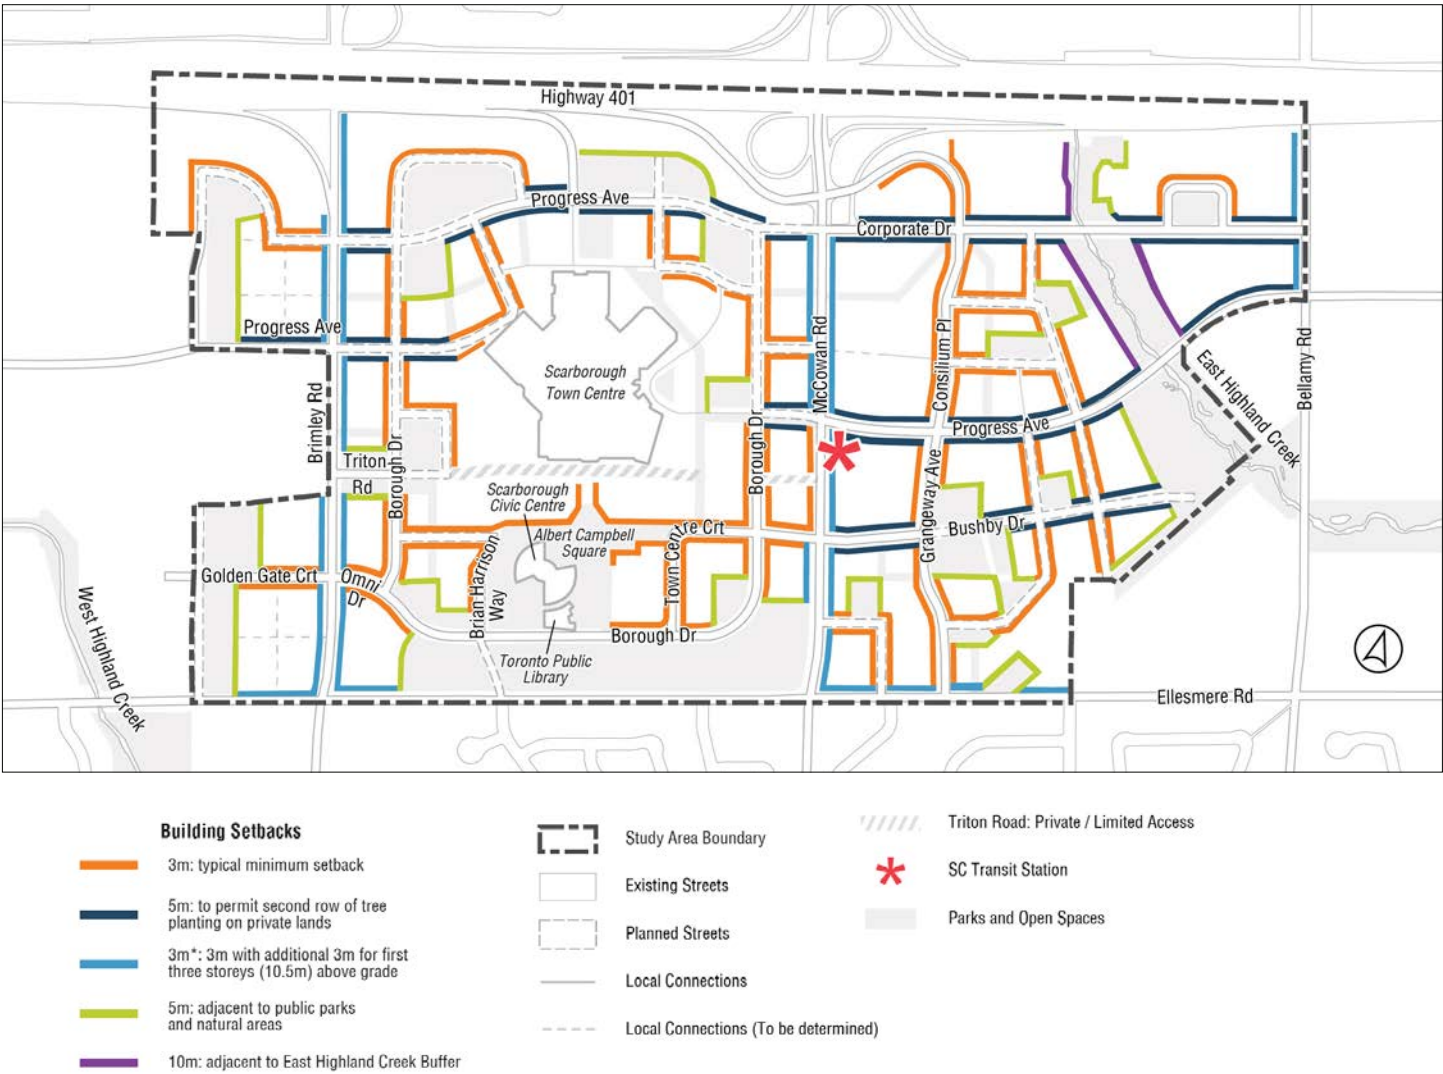 Highway 401
Progress Ave
Corporate Dr
Progress Ave
Scarborough
Town Centre
Brimley Rd
McCowan Rd
Consilium Pl
Bellamy Rd
East Highland Creek
Progress Ave
Borough Dr
Borough Dr
Triton
Rd
Scarborough
Civic Centre
Albert Campbell
Square
Town Centre Crt
Grangeway Ave
Bushby Dr
Golden Gate Crt
Omni
Dr
Brian Harrison
Way
Borough Dr
Toronto Public
Library
West Highland Creek
Ellesmere Rd
Building Setbacks
3m: typical minimum setback
5m: to permit second row of tree
planting on private lands
3m*: 3m with additional 3m for first
three storeys (10.5m) above grade
5m: adjacent to public parks
and natural areas
10m: adjacent to East Highland Creek Buffer
Study Area Boundary
Existing Streets
Planned Streets
Local Connections
Local Connections (To be determined)
Triton Road: Private / Limited Access
SC Transit Station
Parks and Open Spaces